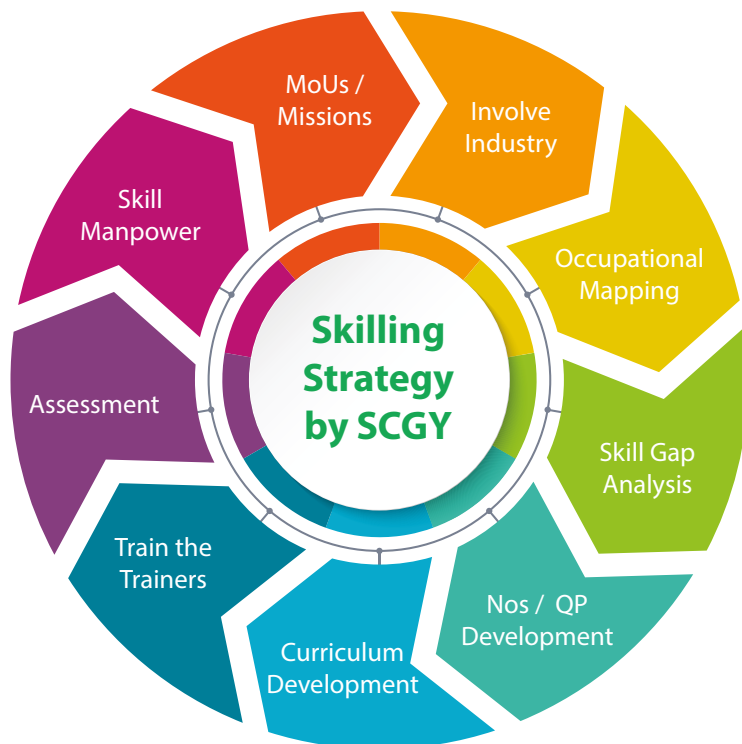 Skilling
Strategy
by SCGY
MoUs /
Missions
Involve
Industry
Occupational
Mapping
Skill Gap
Analysis
Nos / QP
Development
Curriculum
Development
Train the
Trainers
Assessment
Skill
Manpower